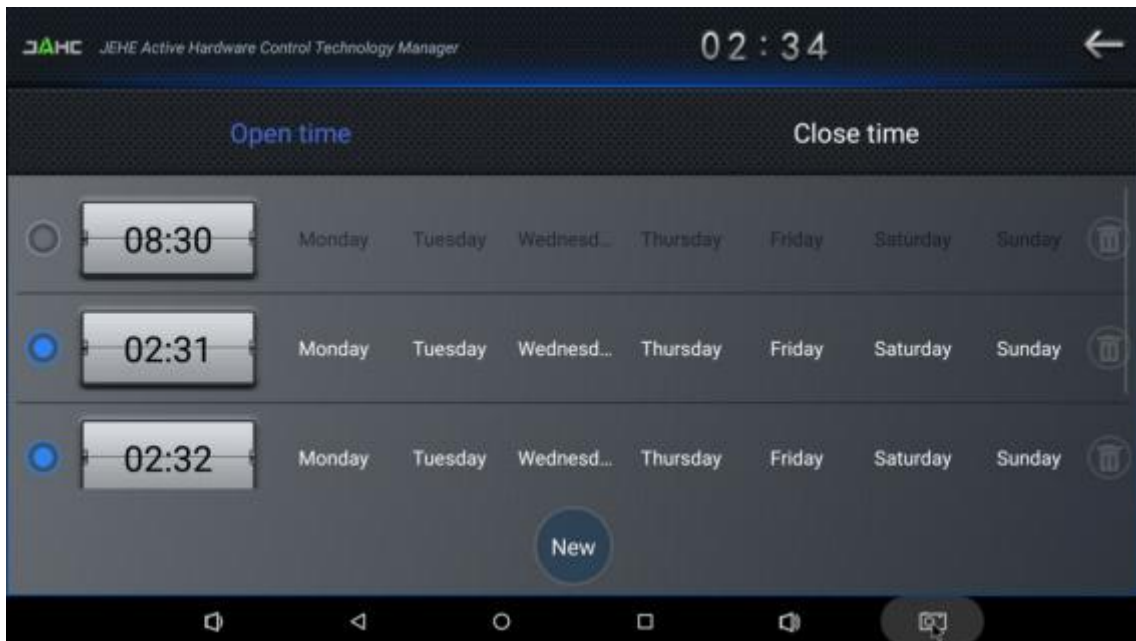 JAHC JEHE Active Hardware Control Technology Manager 02:34
Open time Close time
08:30 Monday Tuesday Wednesd... Thursday Friday Saturday Sunday
02:31 Monday Tuesday Wednesd... Thursday Friday Saturday Sunday
02:32 Monday Tuesday Wednesd... Thursday Friday Saturday Sunday
New